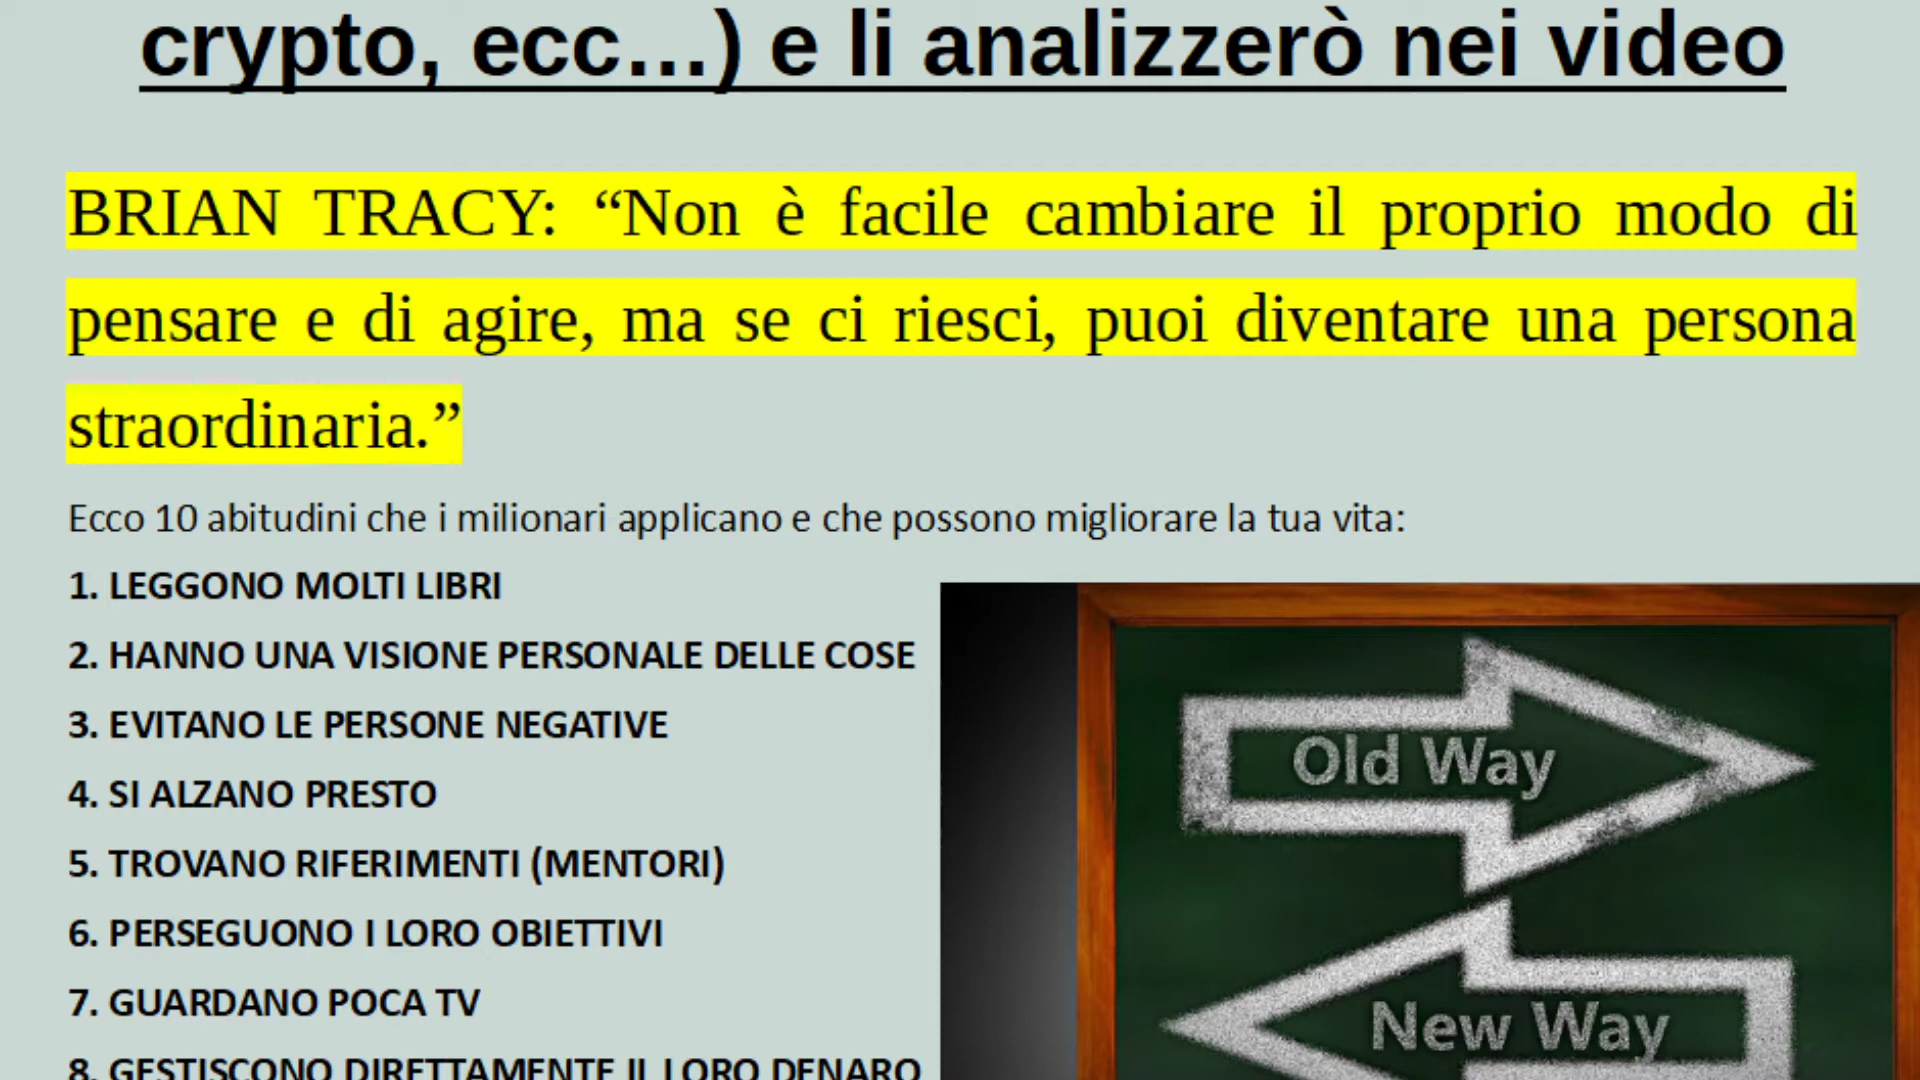 crypto, ecc...) e li analizzerò nei video
BRIAN TRACY: “Non è facile cambiare il proprio modo di
pensare e di agire, ma se ci riesci, puoi diventare una persona
straordinaria.”
Ecco 10 abitudini che i milionari applicano e che possono migliorare la tua vita:
1. LEGGONO MOLTI LIBRI
2. HANNO UNA VISIONE PERSONALE DELLE COSE
3. EVITANO LE PERSONE NEGATIVE
4. SI ALZANO PRESTO
5. TROVANO RIFERIMENTI (MENTORI)
6. PERSEGUONO I LORO OBIETTIVI
7. GUARDANO POCA TV
8. GESTISCONO DIRETTAMENTE IL LORO DENARO
Old Way
New Way